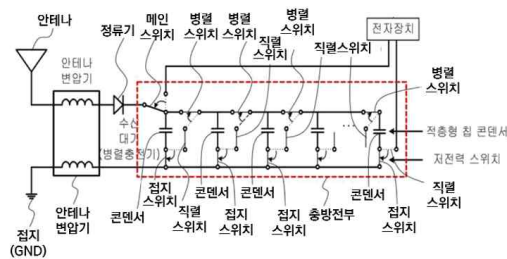 안테나
안테나
변압기
정류기
메인
스위치
병렬
스위치
병렬
스위치
직렬
스위치
병렬
스위치
직렬스위치
전자장치
병렬
스위치
수신
대기
(병렬충전기)
콘덴서
적층형 칩 콘덴서
저전력 스위치
접지
(GND)
안테나
변압기
콘덴서
접지
스위치
직렬
스위치
콘덴서
접지
스위치
콘덴서
접지
스위치
충방전부
콘덴서
접지
스위치
직렬
스위치